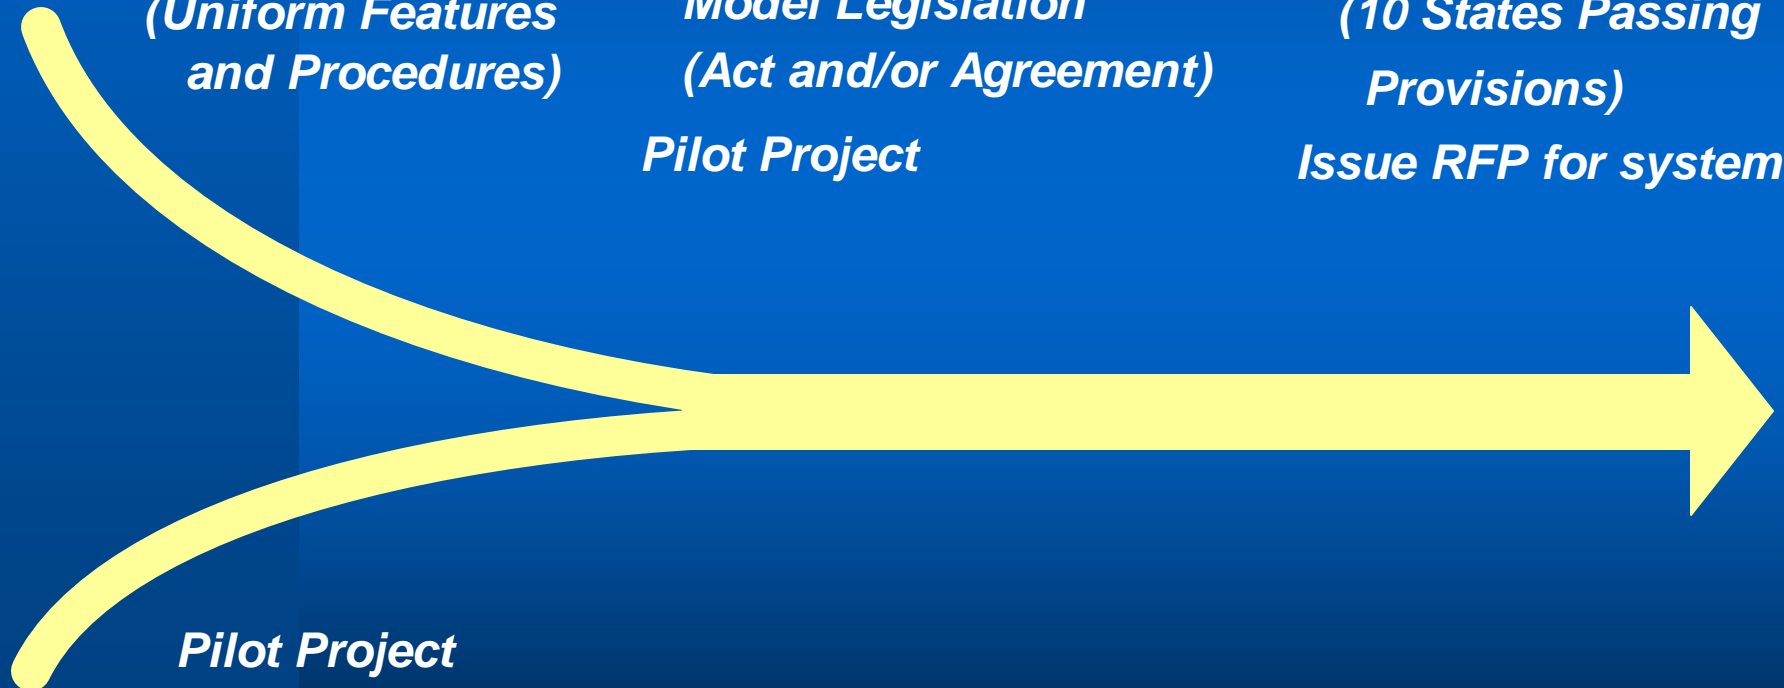 (Uniform Features
and Procedures)
Model Legislation
(Act and/or Agreement)
Pilot Project
(10 States Passing
Provisions)
Issue RFP for system
Pilot Project